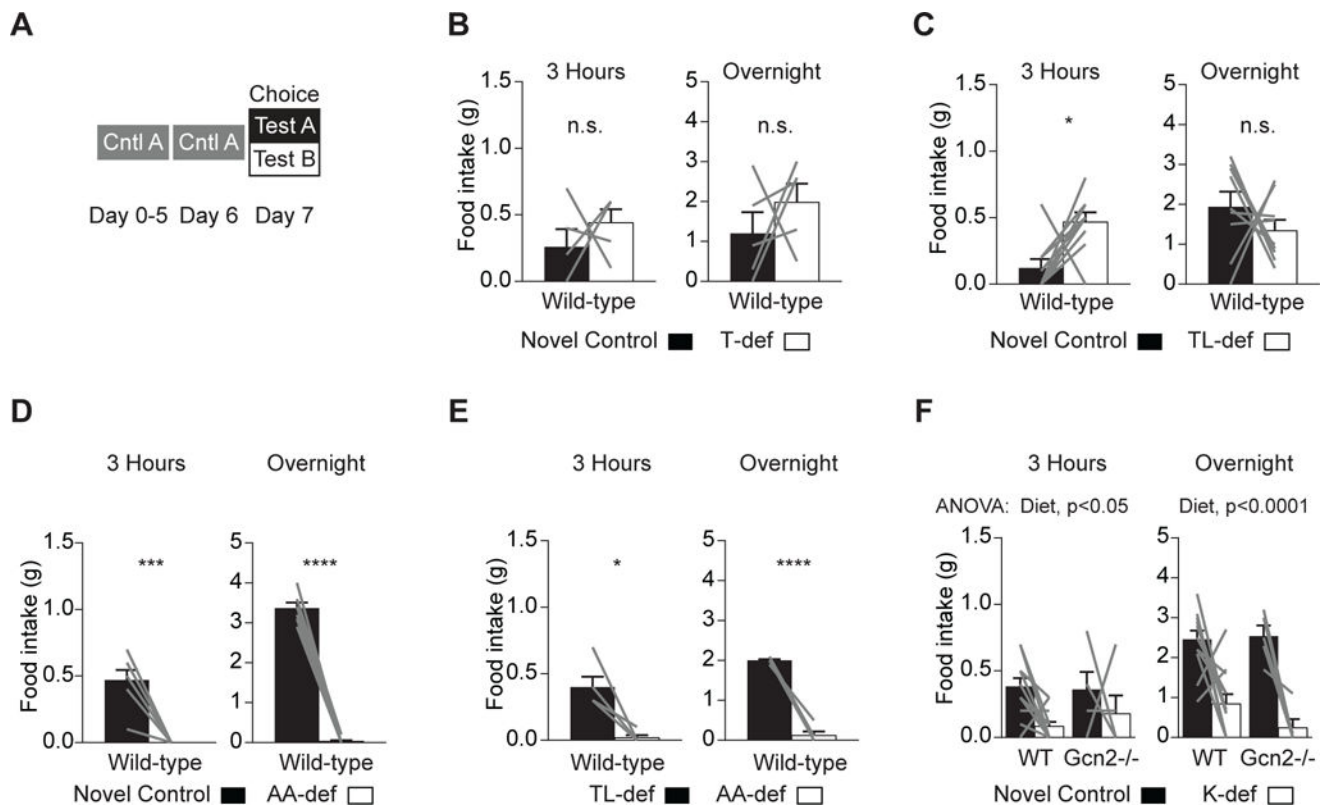 A
Choice
Cntl A Cntl A Test A
Test B
Day 0-5 Day 6 Day 7
B
3 Hours Overnight
Food intake (g)
1.5
1.0
0.5
0.0
n.s.
Wild-type
5
4
3
2
1
0
n.s.
Wild-type
Novel Control T-def
C
3 Hours Overnight
Food intake (g)
1.5
1.0
0.5
0.0
*
Wild-type
5
4
3
2
1
0
n.s.
Wild-type
Novel Control TL-def
D
3 Hours Overnight
Food intake (g)
1.5
1.0
0.5
0.0
***
Wild-type
5
4
3
2
1
0
****
Wild-type
Novel Control AA-def
E
3 Hours Overnight
Food intake (g)
1.5
1.0
0.5
0.0
*
Wild-type
5
4
3
2
1
0
****
Wild-type
TL-def AA-def
F
3 Hours Overnight
ANOVA: Diet, p<0.05 Diet, p<0.0001
Food intake (g)
1.5
1.0
0.5
0.0
WT Gcn2-/-
5
4
3
2
1
0
WT Gcn2-/-
Novel Control K-def